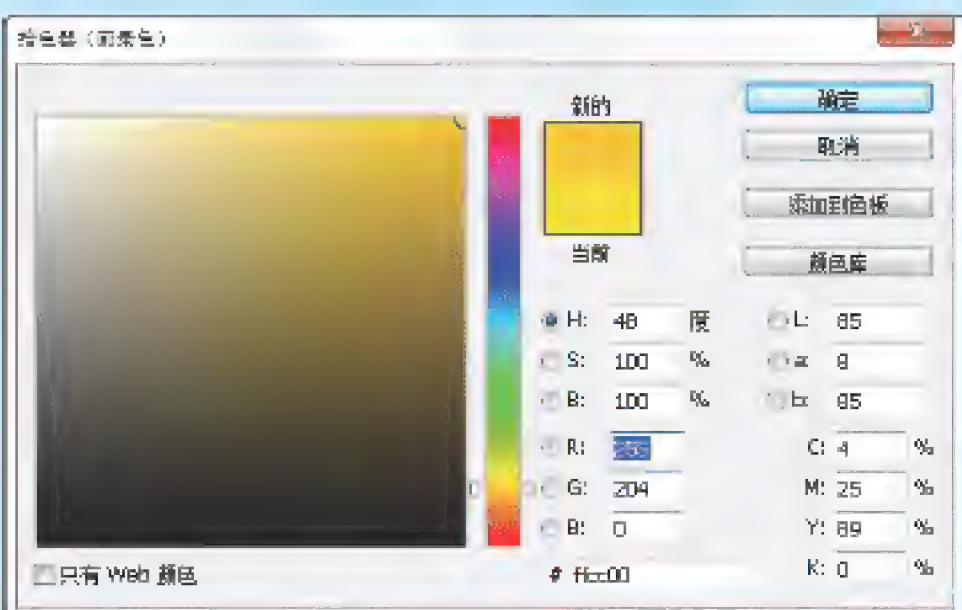 拾色器（前景色）
新的
当前
确定
取消
添加到色板
颜色库
H: 48 度
S: 100 %
B: 100 %
R: 255
G: 204
B: 0
# ffcc00
L: 85
a: 8
b: 85
C: 4 %
M: 25 %
Y: 89 %
K: 0 %
只有 Web 颜色